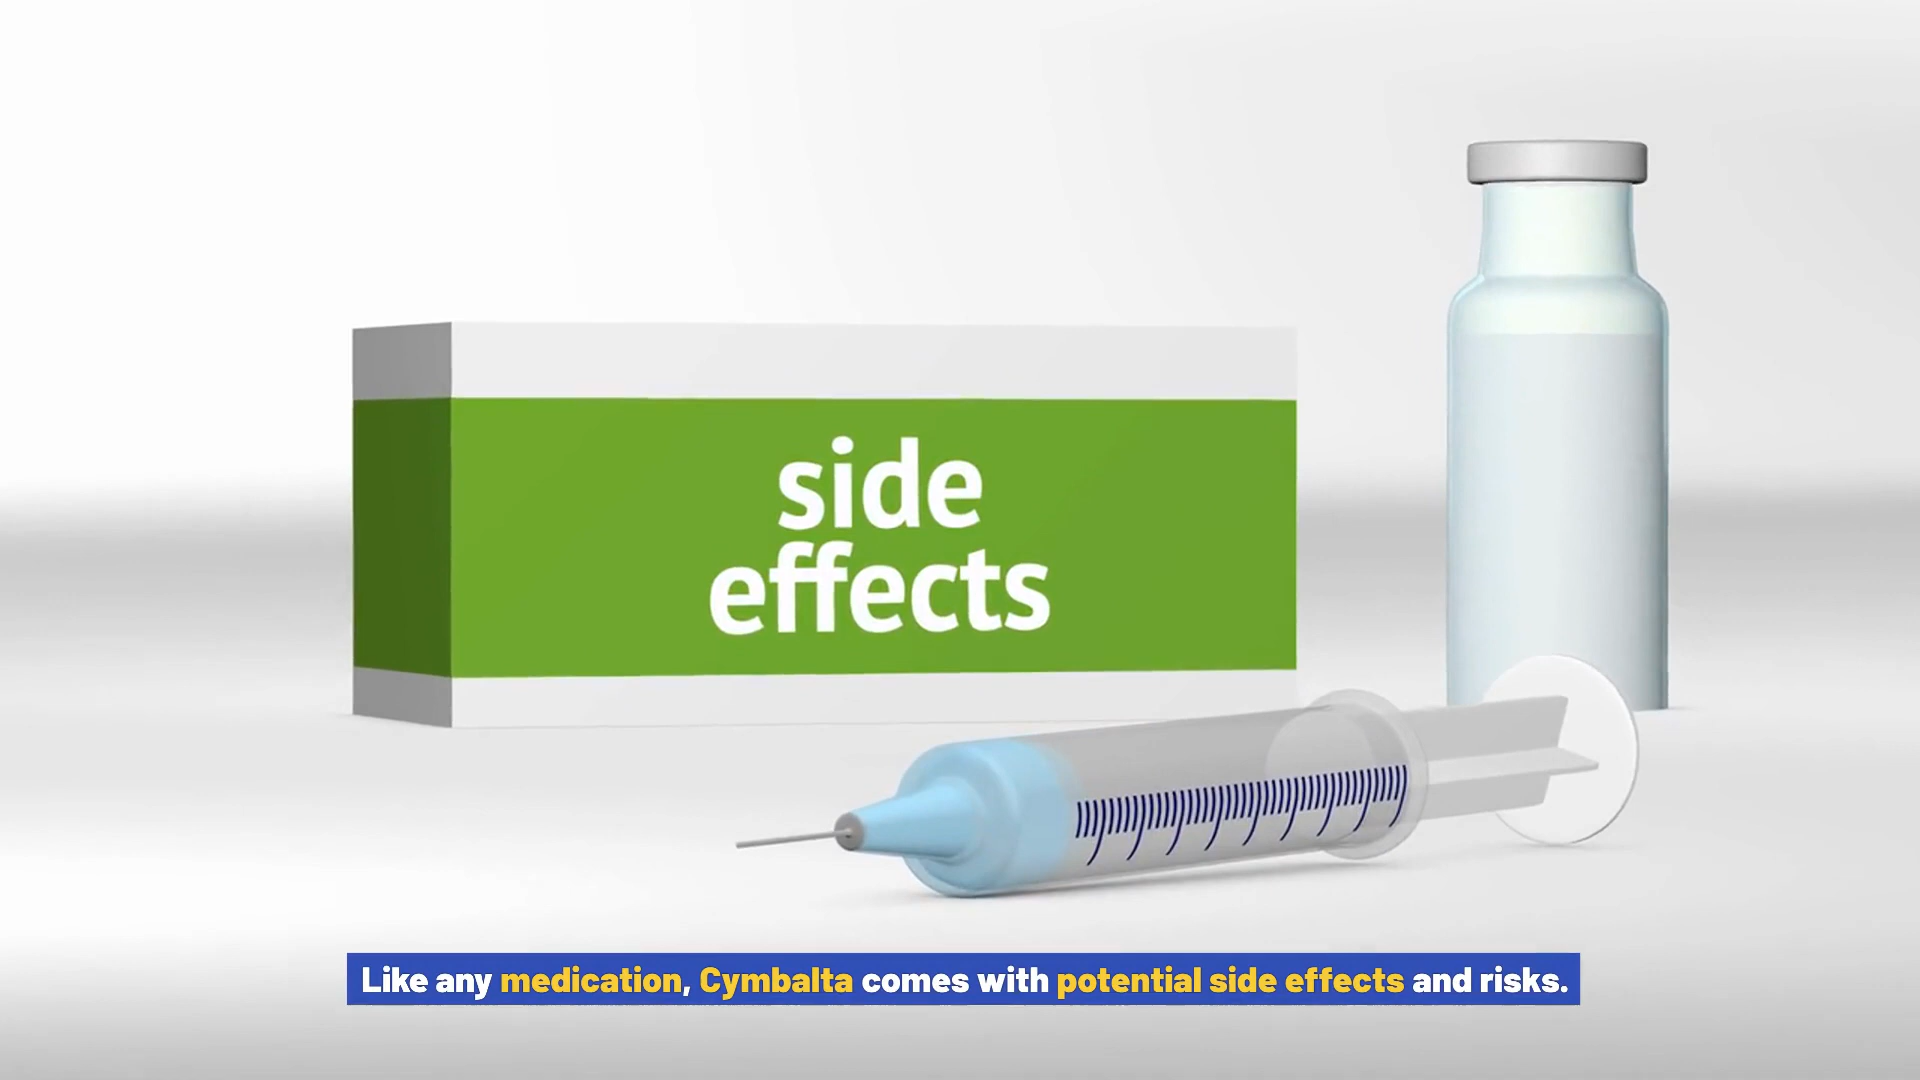 side
effects
Like any medication, Cymbalta comes with potential side effects and risks.